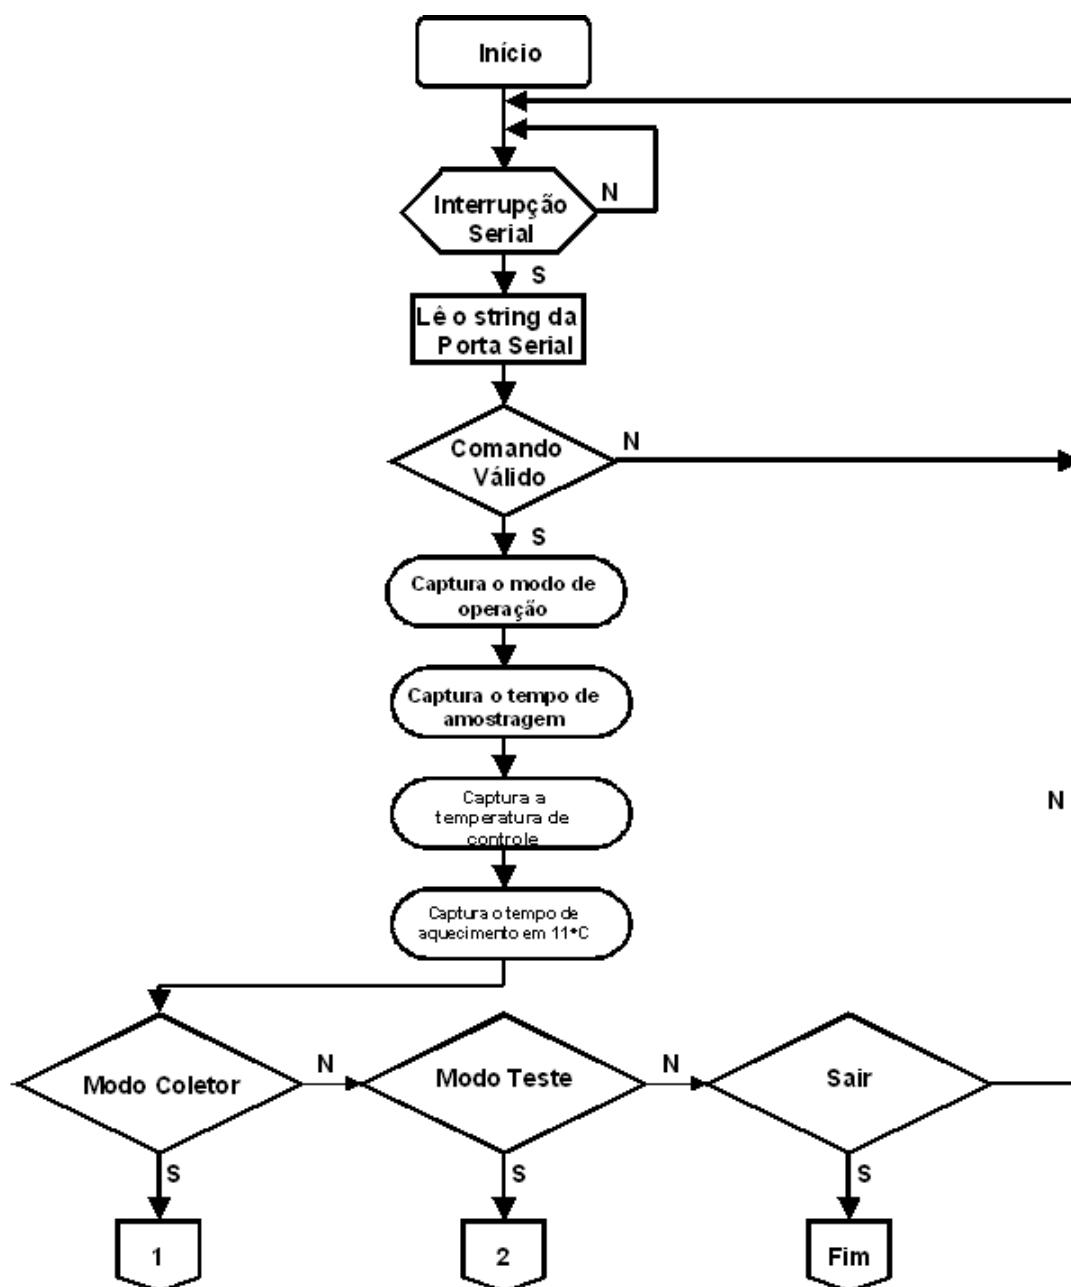 Início
N
Interrupção
Serial
S
Lê o string da
Porta Serial
Comando
Válido
N
S
Captura o modo de
operação
Captura o tempo de
amostragem
Captura a
temperatura de
controle
N
Captura o tempo de
aquecimento em 11°C
Modo Coletor
N
Modo Teste
N
Sair
S
S
S
1
2
Fim